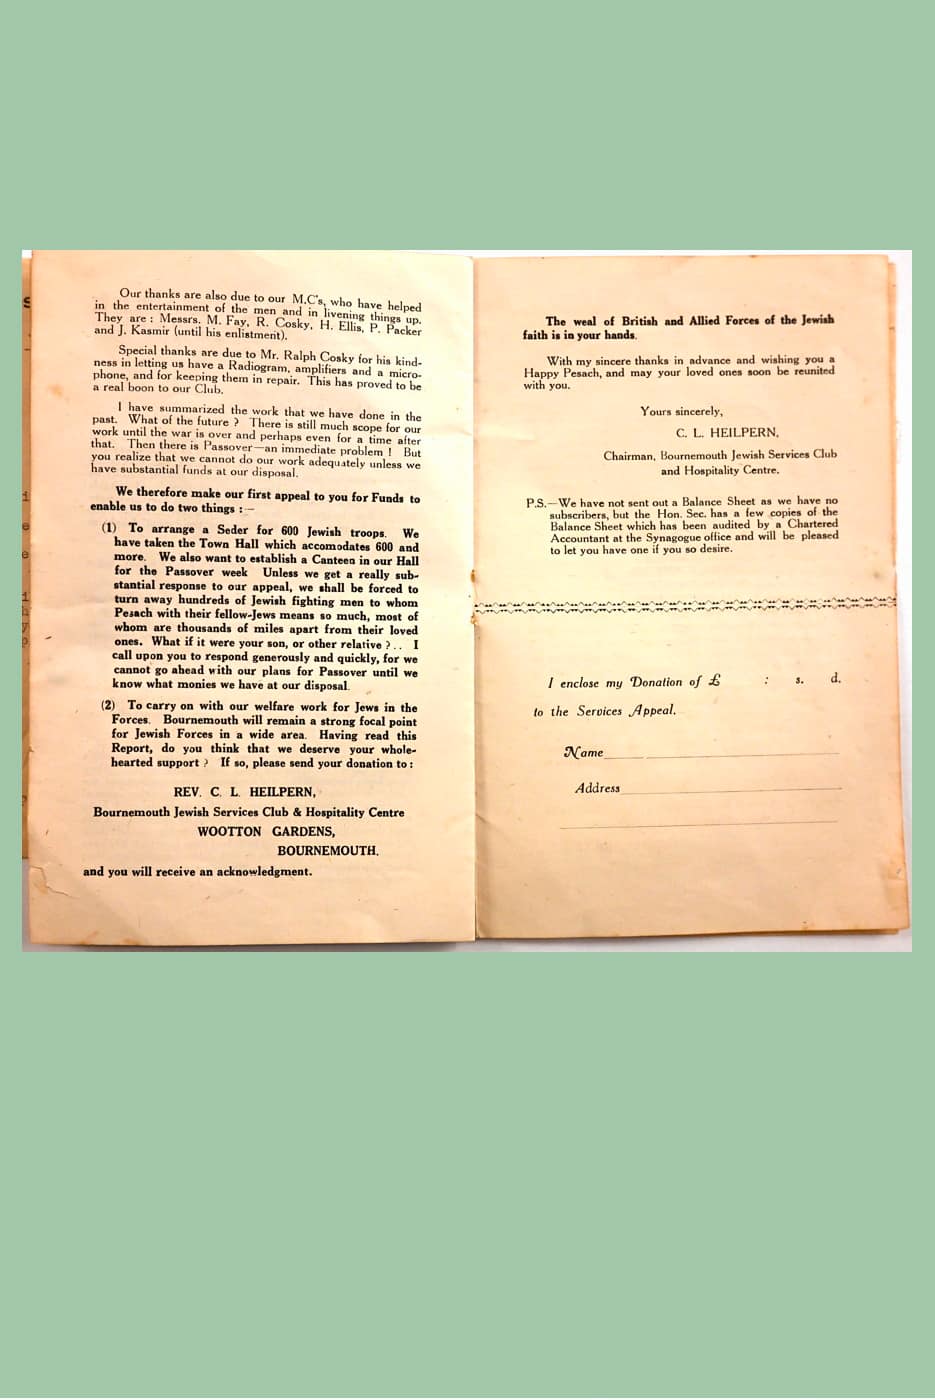 Our thanks are also due to our M.C's, who have helped
in the entertainment of the men and in livening things up.
They are : Messrs. M. Fay, R. Cosky, H. Ellis, P. Packer
and J. Kasmir (until his enlistment).
Special thanks are due to Mr. Ralph Cosky for his kind-
ness in letting us have a Radiogram, amplifiers and a micro-
phone, and for keeping them in repair. This has proved to be
a real boon to our Club.
I have summarized the work that we have done in the
past. What of the future ? There is still much scope for our
work until the war is over and perhaps even for a time after
that. Then there is Passover—an immediate problem ! But
you realize that we cannot do our work adequately unless we
have substantial funds at our disposal.
We therefore make our first appeal to you for Funds to
enable us to do two things :—
(1) To arrange a Seder for 600 Jewish troops. We
have taken the Town Hall which accomodates 600 and
more. We also want to establish a Canteen in our Hall
for the Passover week Unless we get a really sub-
stantial response to our appeal, we shall be forced to
turn away hundreds of Jewish fighting men to whom
Pesach with their fellow-Jews means so much, most of
whom are thousands of miles apart from their loved
ones. What if it were your son, or other relative ? . . I
call upon you to respond generously and quickly, for we
cannot go ahead with our plans for Passover until we
know what monies we have at our disposal.
(2) To carry on with our welfare work for Jews in the
Forces. Bournemouth will remain a strong focal point
for Jewish Forces in a wide area. Having read this
Report, do you think that we deserve your whole-
hearted support ? If so, please send your donation to :
REV. C. L. HEILPERN,
Bournemouth Jewish Services Club & Hospitality Centre
WOOTTON GARDENS,
BOURNEMOUTH.
and you will receive an acknowledgment.
The weal of British and Allied Forces of the Jewish
faith is in your hands.
With my sincere thanks in advance and wishing you a
Happy Pesach, and may your loved ones soon be reunited
with you.
Yours sincerely,
C. L. HEILPERN,
Chairman, Bournemouth Jewish Services Club
and Hospitality Centre.
P.S.—We have not sent out a Balance Sheet as we have no
subscribers, but the Hon. Sec. has a few copies of the
Balance Sheet which has been audited by a Chartered
Accountant at the Synagogue office and will be pleased
to let you have one if you so desire.
I enclose my Donation of £ : s. d.
to the Services Appeal.
Name
Address